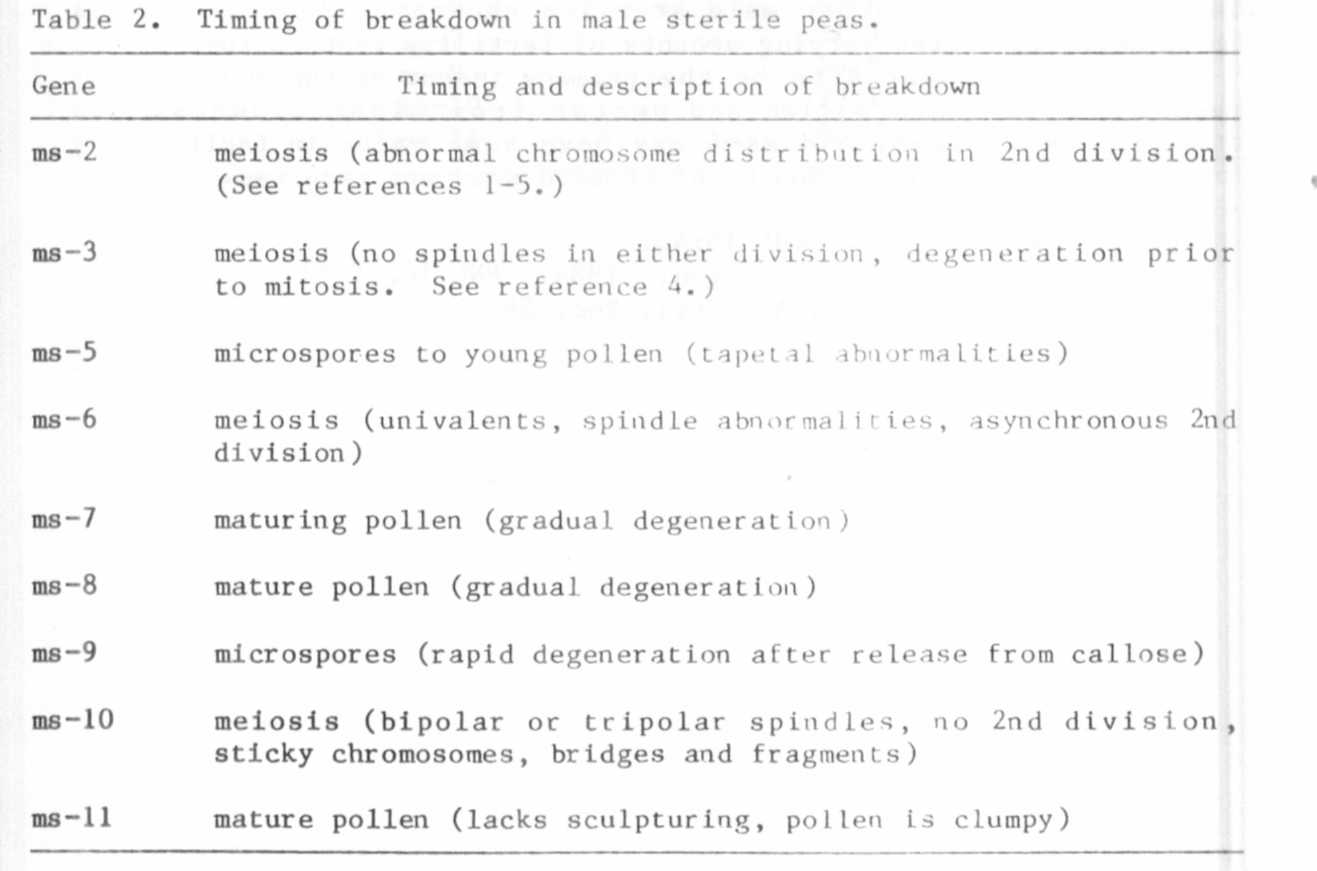 Table 2. Timing of breakdown in male sterile peas.
Gene Timing and description of breakdown
ms-2 meiosis (abnormal chromosome distribution in 2nd division.
(See references 1-5.)
ms-3 meiosis (no spindles in either division, degeneration prior
to mitosis. See reference 4.)
ms-5 microspores to young pollen (tapetal abnormalities)
ms-6 meiosis (univalents, spindle abnormalities, asynchronous 2nd
division)
ms-7 maturing pollen (gradual degeneration)
ms-8 mature pollen (gradual degeneration)
ms-9 microspores (rapid degeneration after release from callose)
ms-10 meiosis (bipolar or tripolar spindles, no 2nd division,
sticky chromosomes, bridges and fragments)
ms-11 mature pollen (lacks sculpturing, pollen is clumpy)